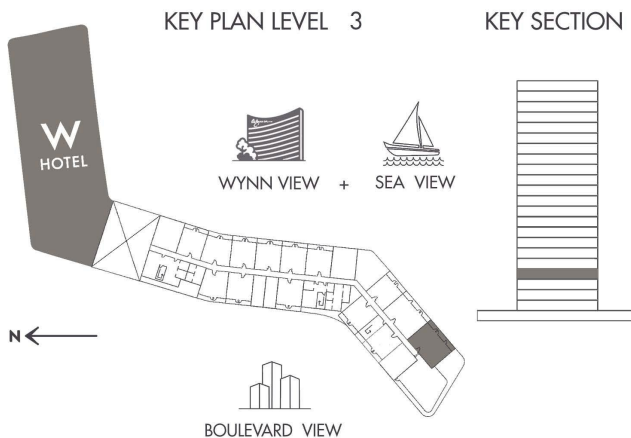 KEY PLAN LEVEL 3
KEY SECTION
W
HOTEL
WYNN VIEW + SEA VIEW
N
BOULEVARD VIEW